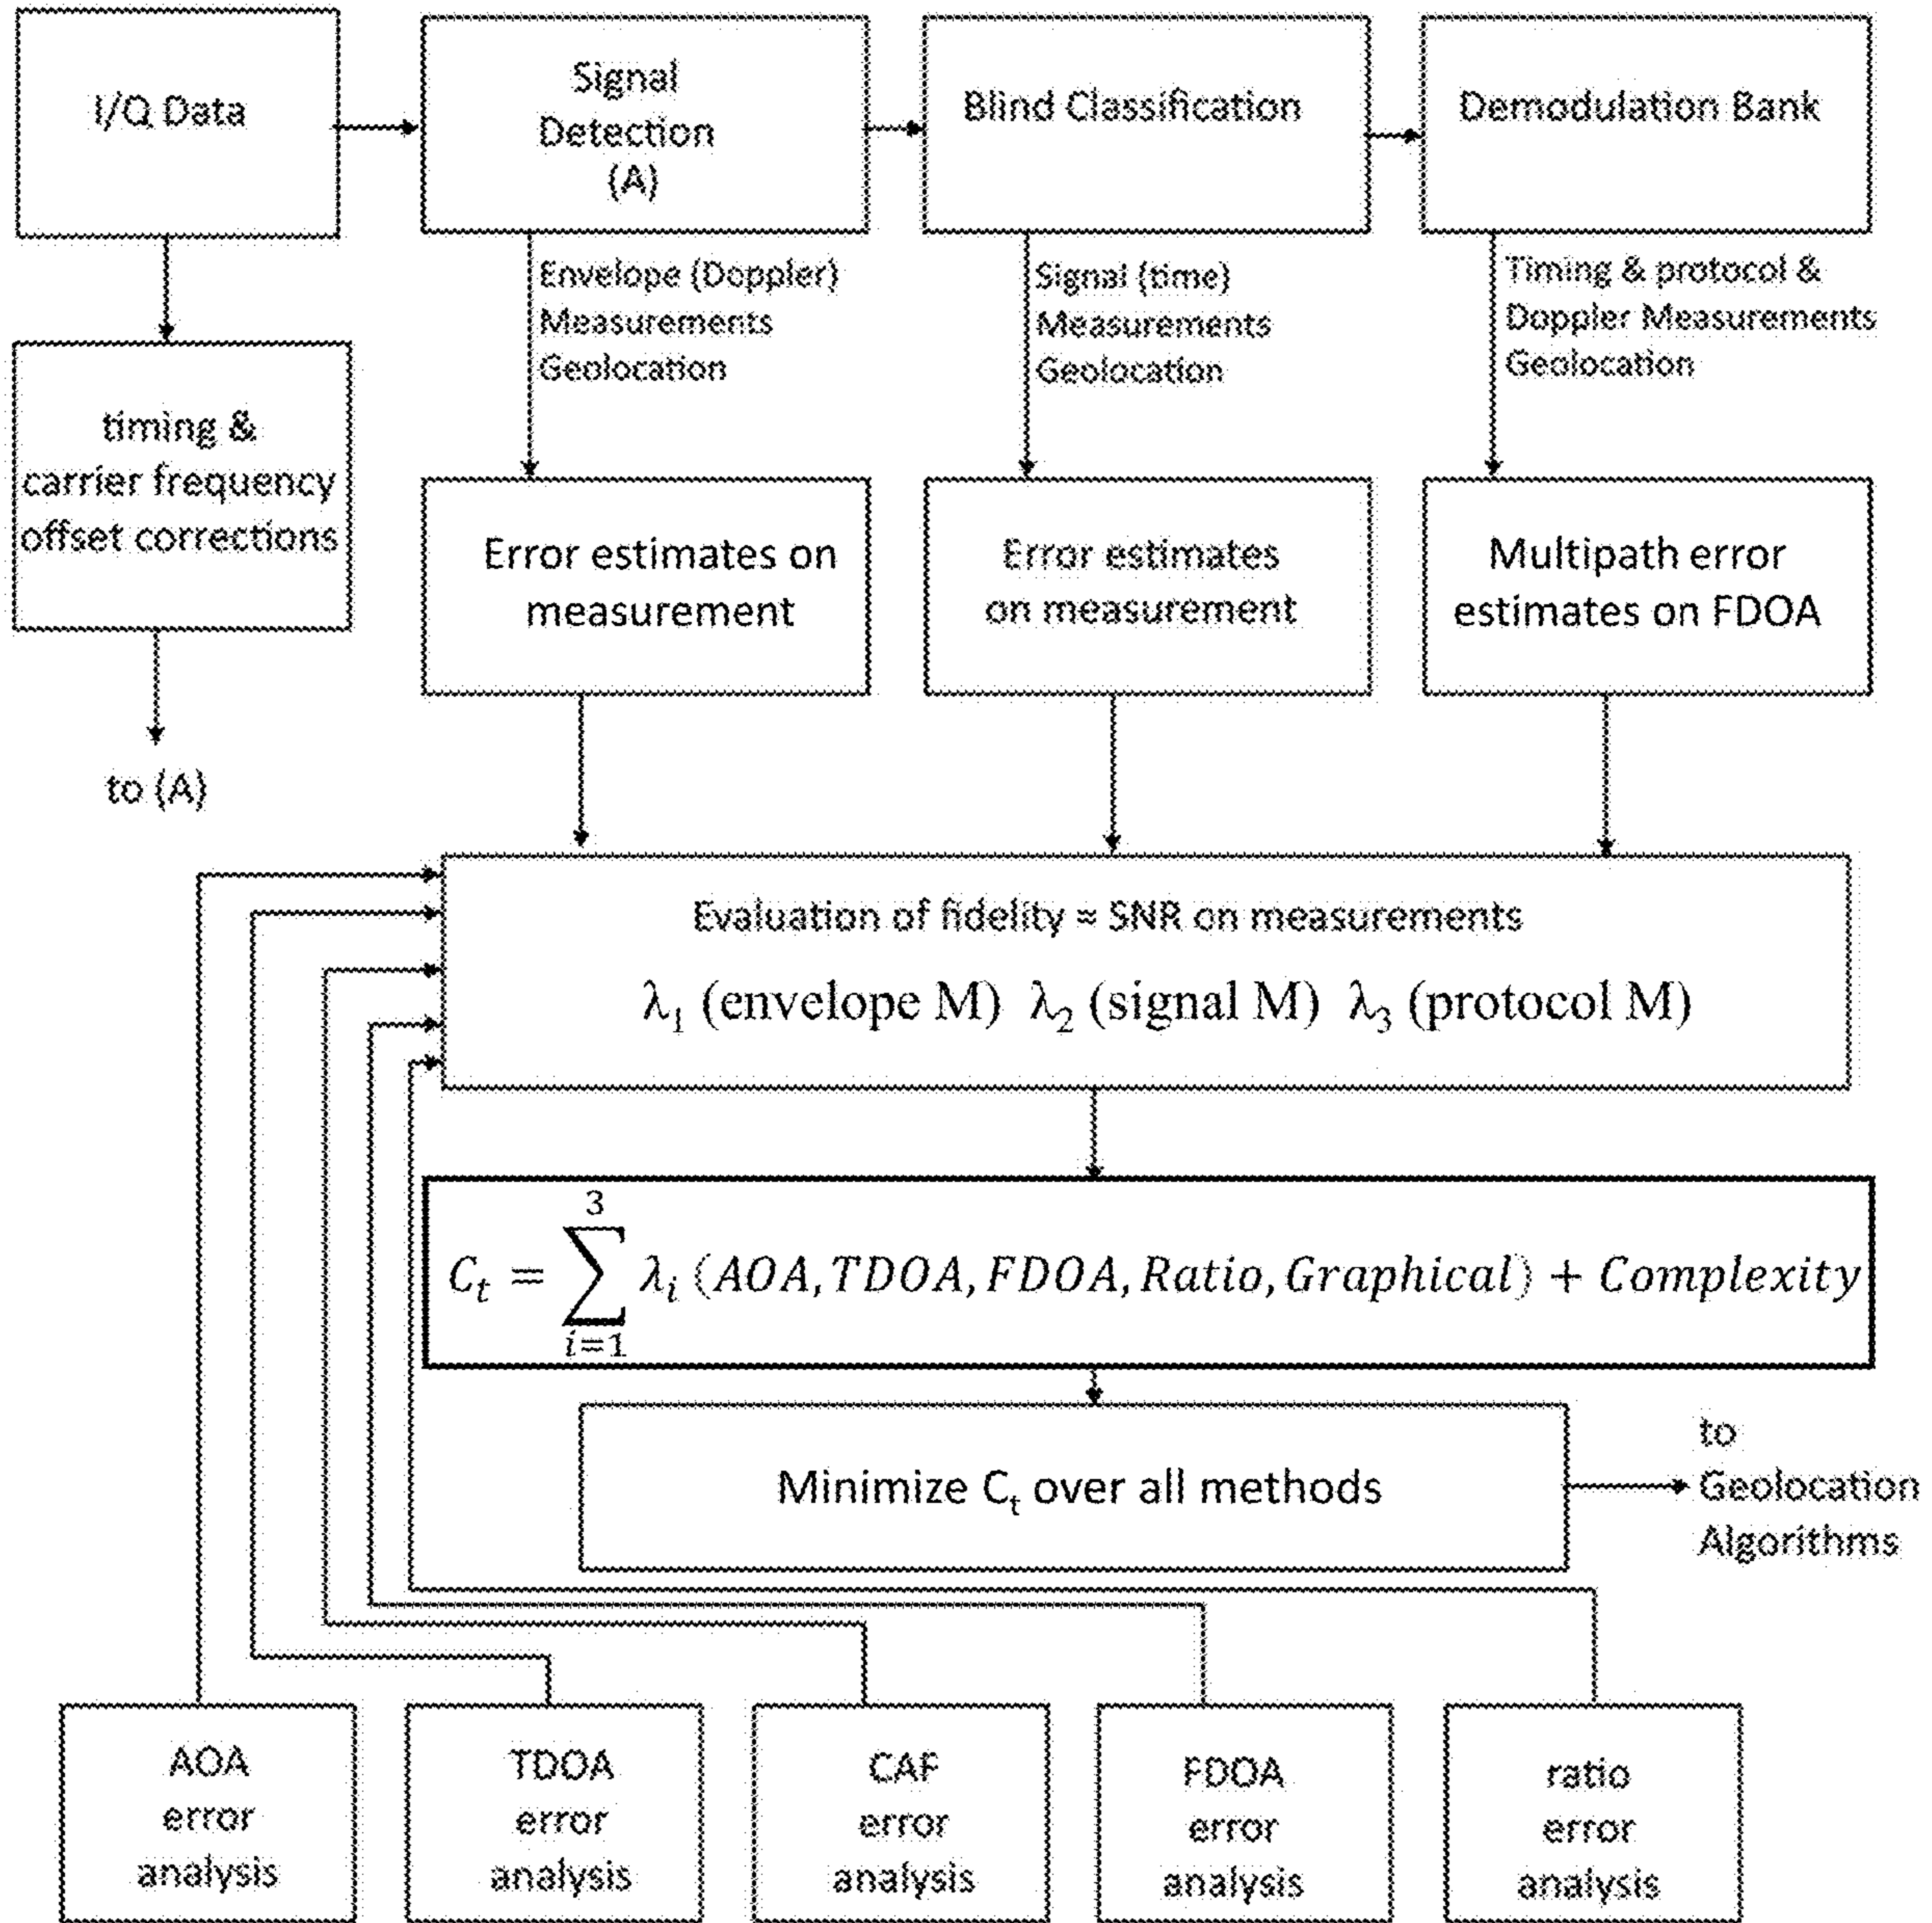 I/Q Data
Signal
Detection
(A)
Blind Classification
Demodulation Bank
Envelope (Doppler)
Measurements
Geolocation
Signal (time)
Measurements
Geolocation
Timing & protocol &
Doppler Measurements
Geolocation
timing &
carrier frequency
offset corrections
to (A)
Error estimates on
measurement
Error estimates
on measurement
Multipath error
estimates on FDOA
Evaluation of fidelity ≈ SNR on measurements
λ₁ (envelope M) λ₂ (signal M) λ₃ (protocol M)
C_t = ∑_{i=1}^{3} λ_i (AOA, TDOA, FDOA, Ratio, Graphical) + Complexity
Minimize C_t over all methods
to
Geolocation
Algorithms
AOA
error
analysis
TDOA
error
analysis
CAF
error
analysis
FDOA
error
analysis
ratio
error
analysis